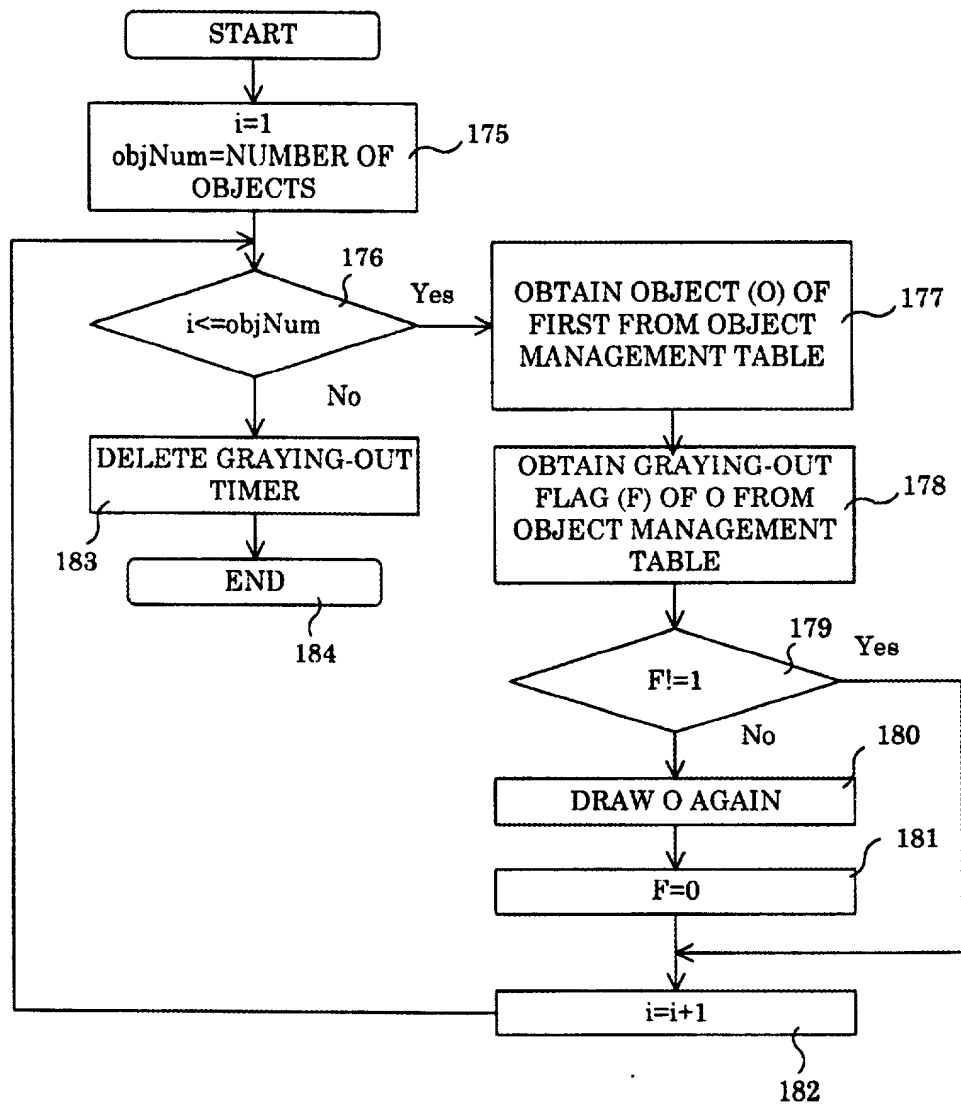 START
i=1
objNum=NUMBER OF
OBJECTS
175
176
i<=objNum
Yes
No
OBTAIN OBJECT (O) OF
FIRST FROM OBJECT
MANAGEMENT TABLE
177
DELETE GRAYING-OUT
TIMER
183
OBTAIN GRAYING-OUT
FLAG (F) OF O FROM
OBJECT MANAGEMENT
TABLE
178
END
184
179
F!=1
Yes
No
180
DRAW O AGAIN
181
F=0
i=i+1
182